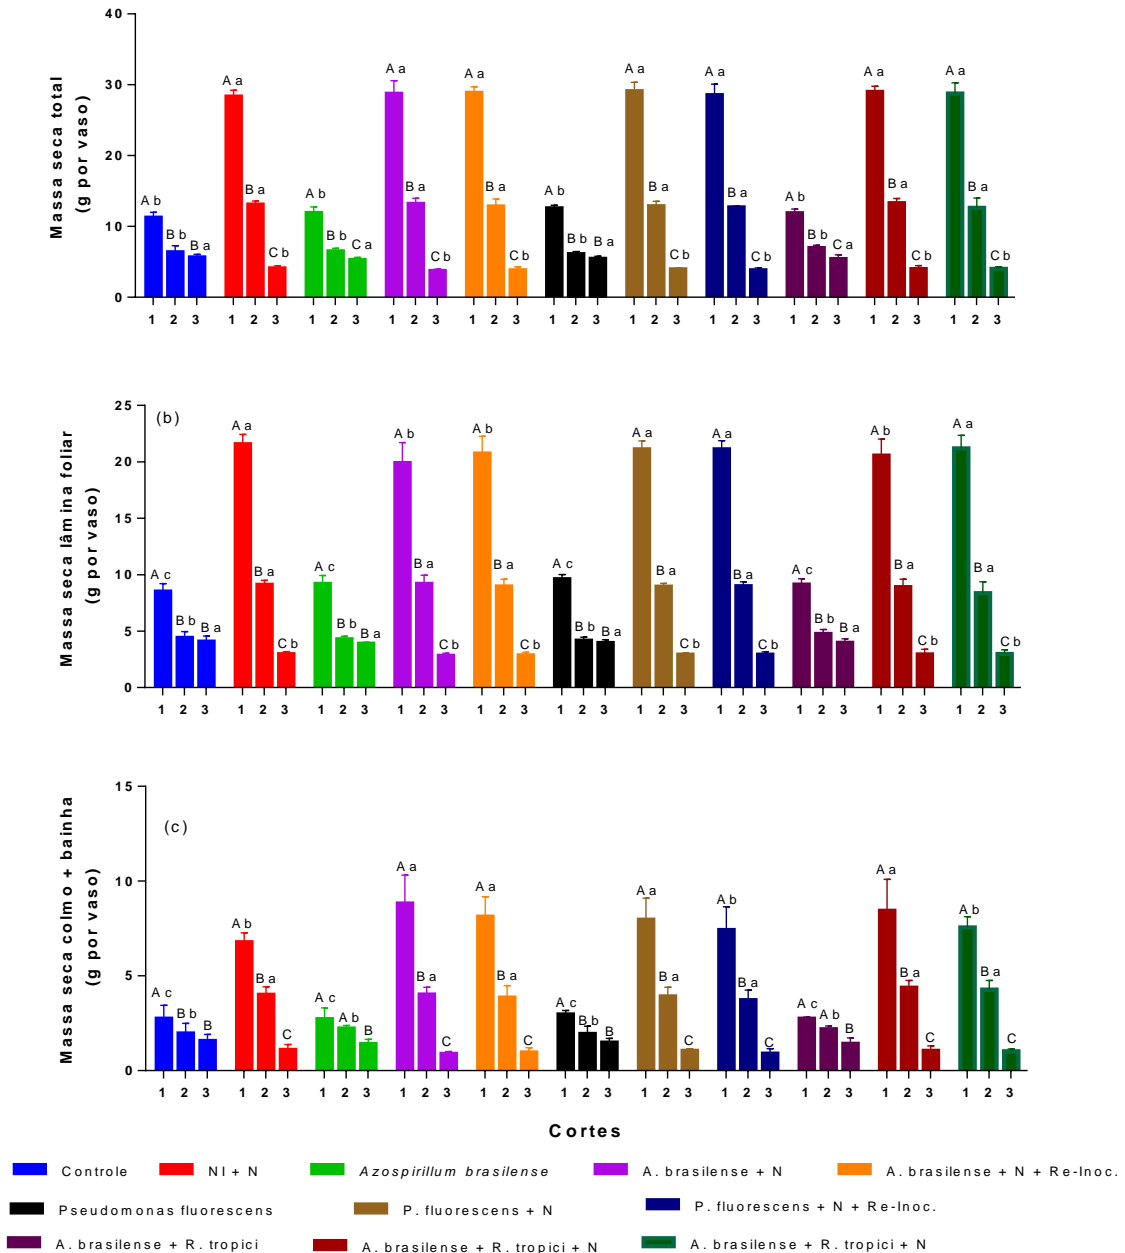 Massa seca total
(g por vaso)
40
30
20
10
0
A b
B b
B a
A a
B a
C b
A b
B b
C a
A a
B a
C b
A a
B a
C b
A b
B b
B a
A a
B a
C b
A a
B a
C b
A b
B b
C a
A a
B a
C b
A a
B a
C b
1 2 3 1 2 3 1 2 3 1 2 3 1 2 3 1 2 3 1 2 3 1 2 3 1 2 3 1 2 3 1 2 3
(b)
Massa seca lâmina foliar
(g por vaso)
25
20
15
10
5
0
A c
B b
B a
A a
B a
C b
A c
B b
B a
A b
B a
C b
A b
B a
C b
A c
B b
B a
A a
B a
C b
A a
B a
C b
A c
B b
B a
A b
B a
C b
A a
B a
C b
1 2 3 1 2 3 1 2 3 1 2 3 1 2 3 1 2 3 1 2 3 1 2 3 1 2 3 1 2 3 1 2 3
(c)
Massa seca colmo + bainha
(g por vaso)
15
10
5
0
A c
B b
B
A b
B a
C
A c
A b
B
A a
B a
C
A a
B a
C
A c
B b
B
A a
B a
C
A b
B a
C
A c
A b
B
A a
B a
C
A b
B a
C
1 2 3 1 2 3 1 2 3 1 2 3 1 2 3 1 2 3 1 2 3 1 2 3 1 2 3 1 2 3 1 2 3
Cortes
Controle NI + N Azospirillum brasilense A. brasilense + N A. brasilense + N + Re-Inoc.
Pseudomonas fluorescens P. fluorescens + N P. fluorescens + N + Re-Inoc.
A. brasilense + R. tropici A. brasilense + R. tropici + N A. brasilense + R. tropici + N